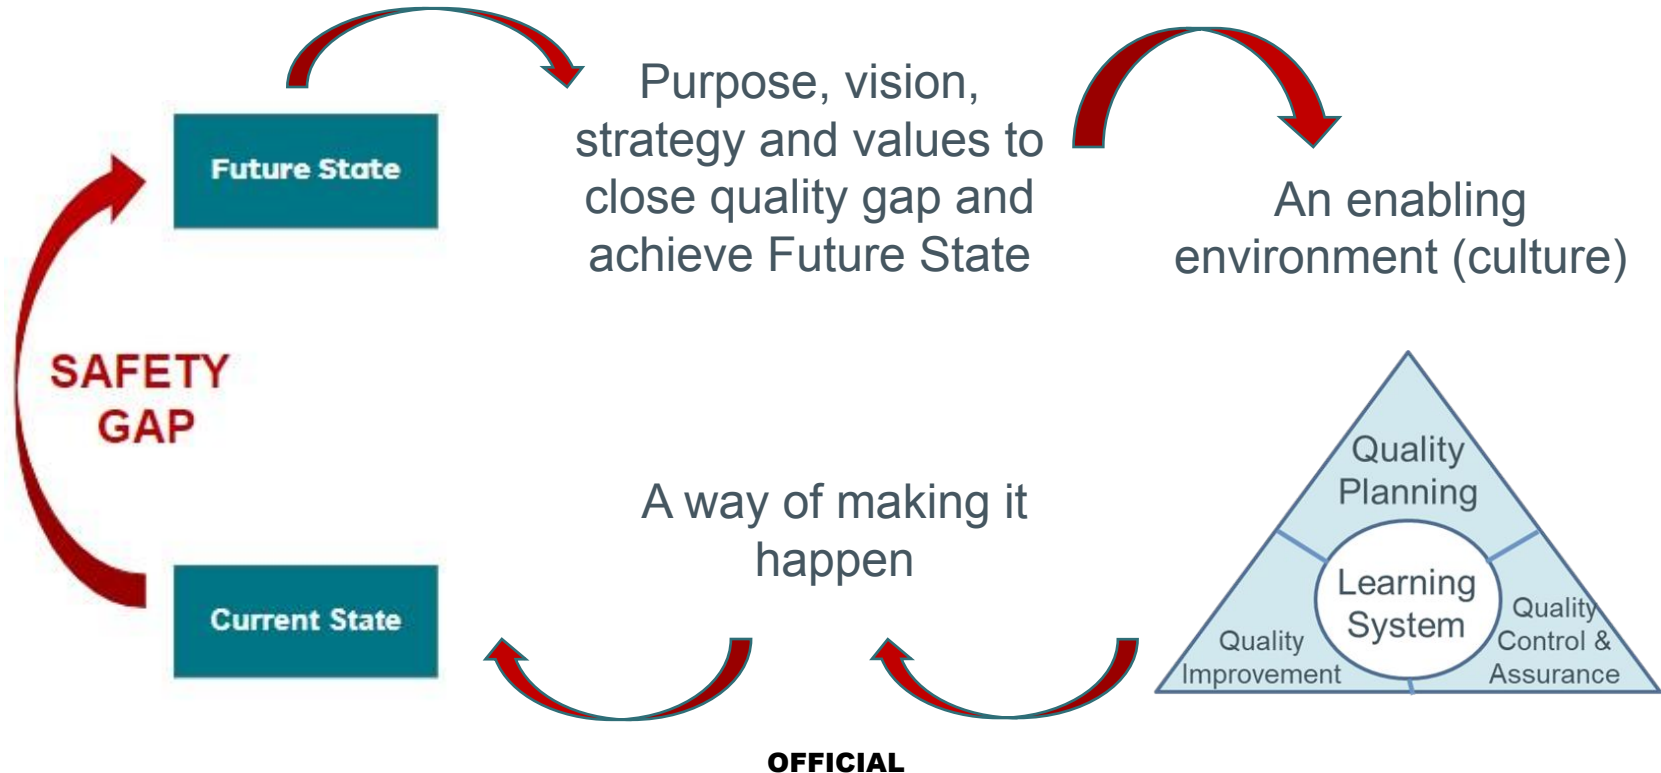 Future State
Purpose, vision,
strategy and values to
close quality gap and
achieve Future State
An enabling
environment (culture)
SAFETY
GAP
Current State
A way of making it
happen
Quality
Planning
Learning
System
Quality
Improvement
Quality
Control &
Assurance
OFFICIAL